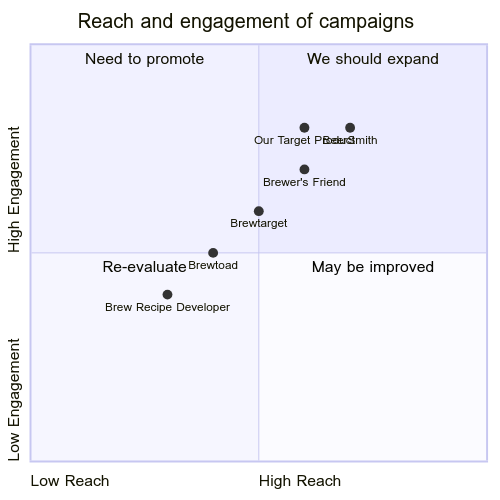 Reach and engagement of campaigns
Need to promote
We should expand
Our Target Product
BeerSmith
Brewer's Friend
Brewtarget
Re-evaluate
Brewtoad
May be improved
Brew Recipe Developer
High Engagement
Low Engagement
Low Reach
High Reach